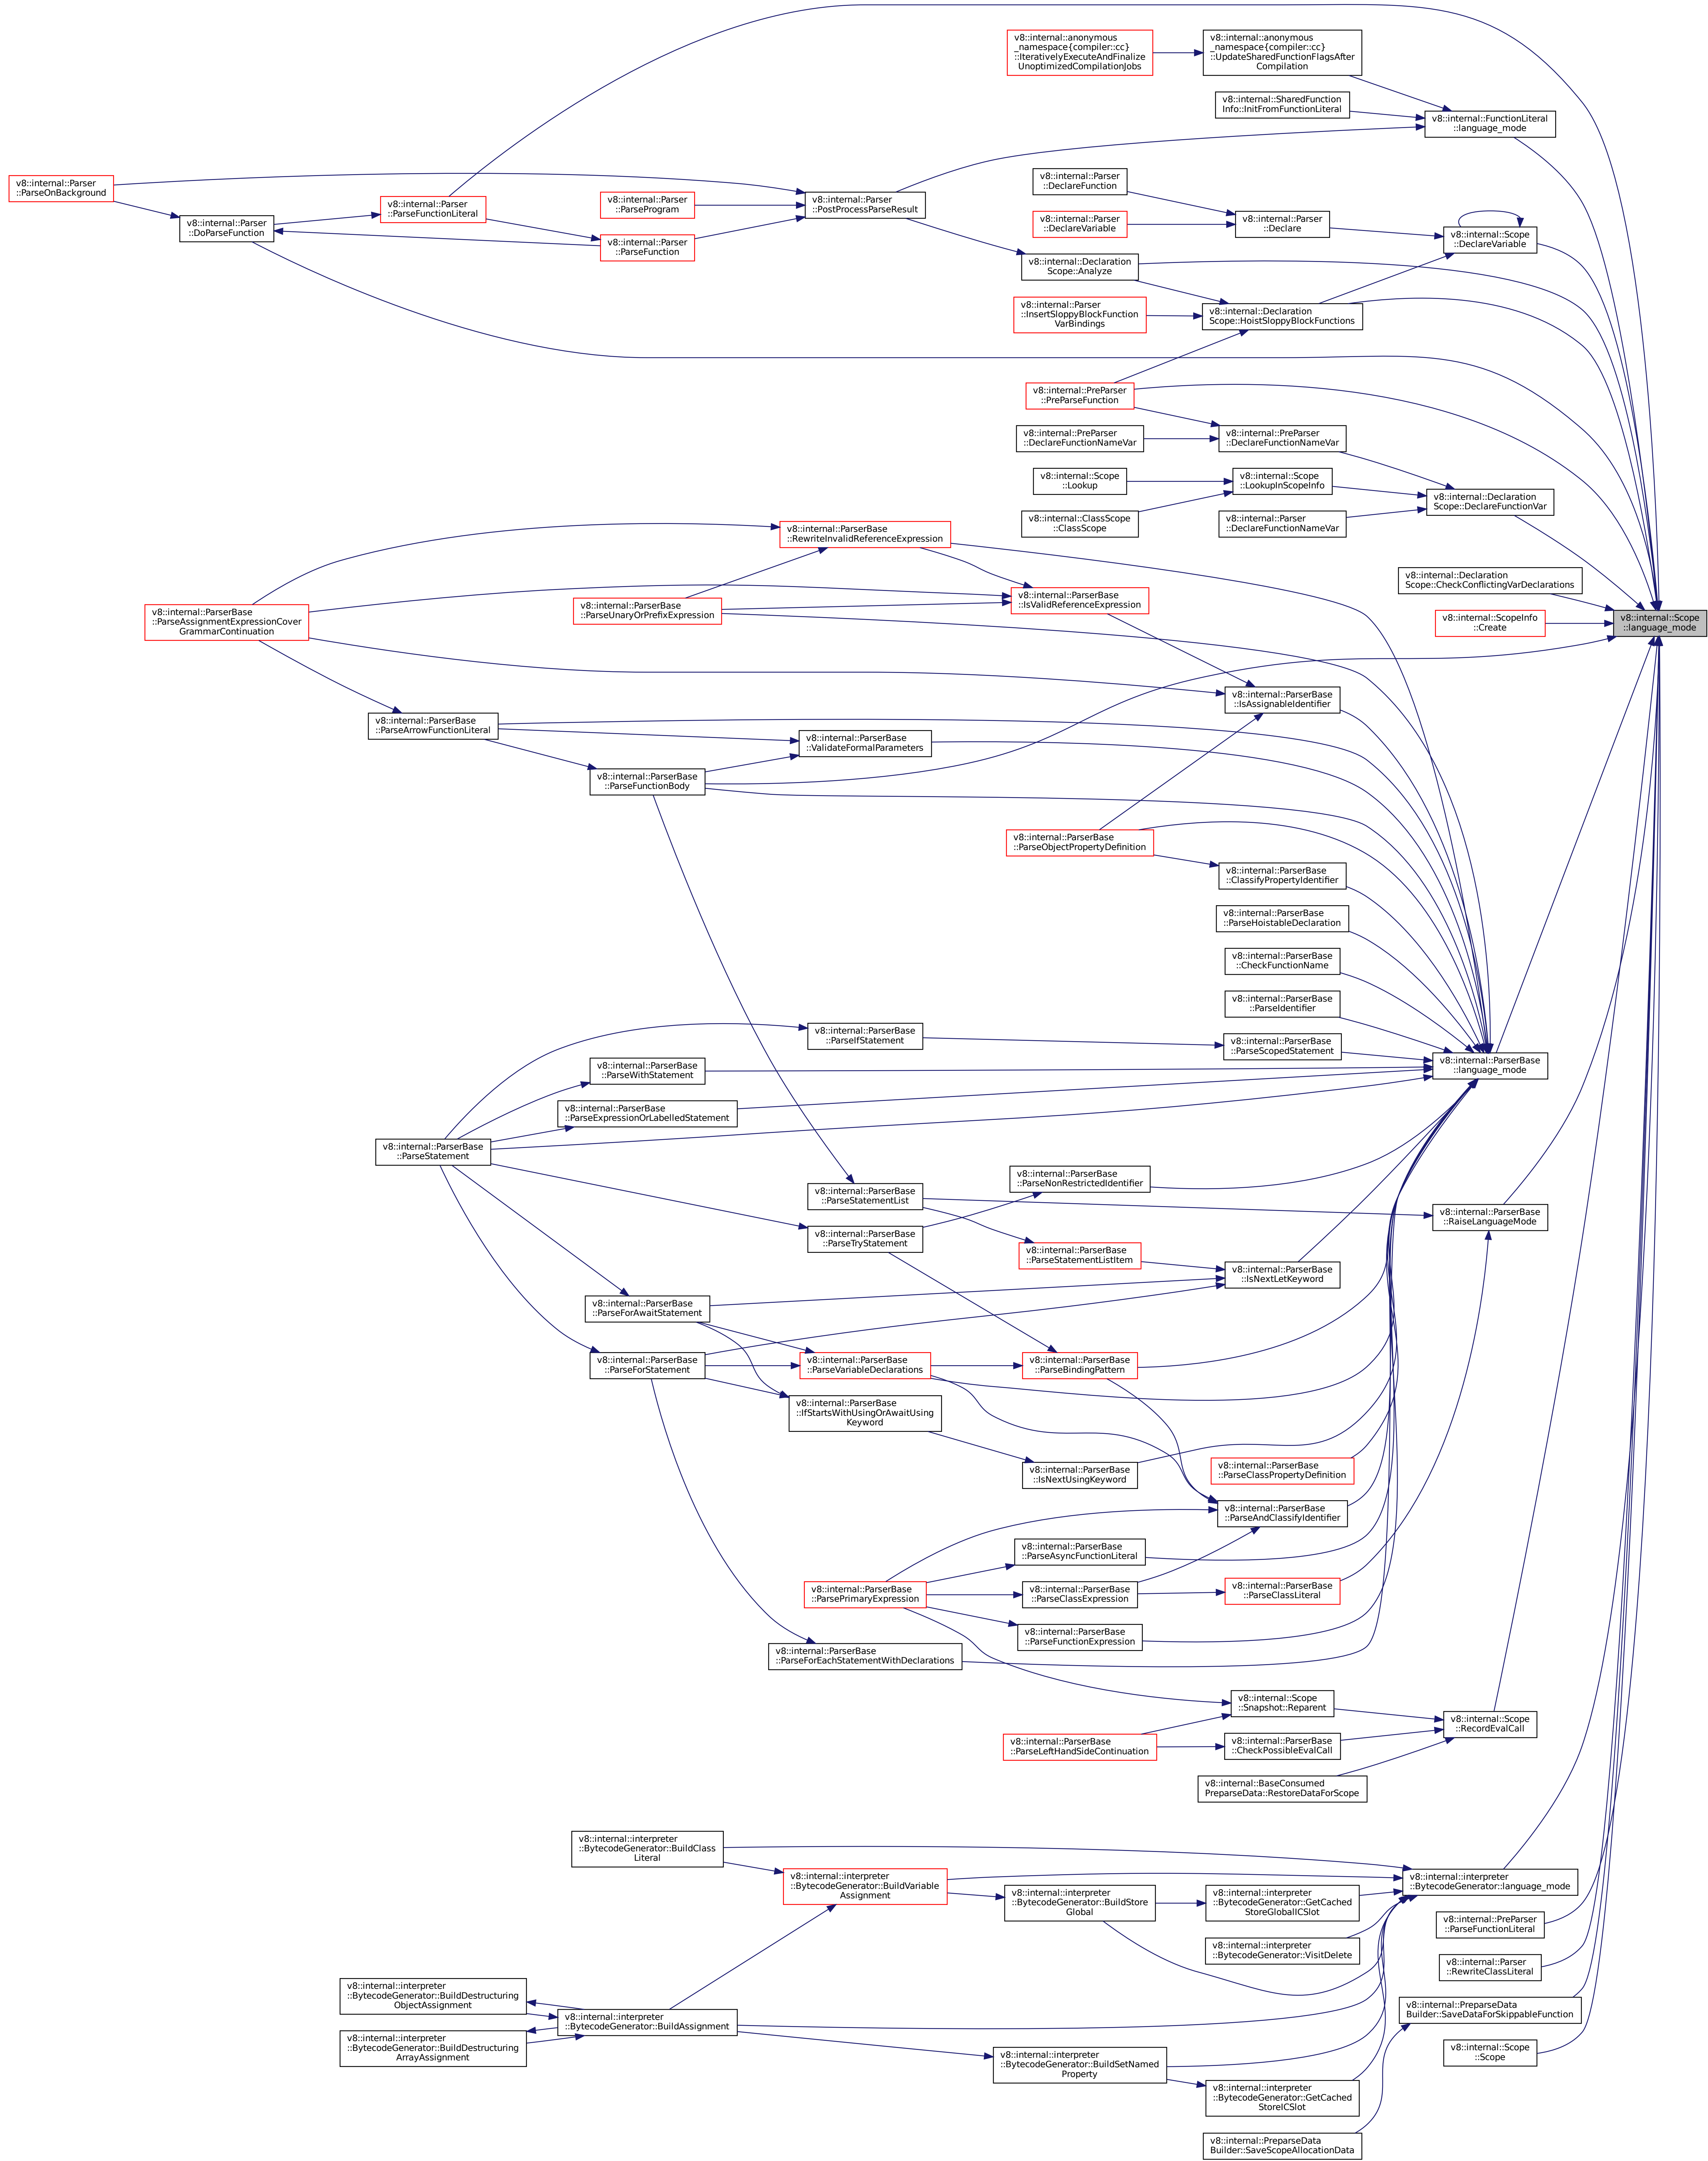 v8::internal::anonymous
_namespace{compiler::cc}
::IterativelyExecuteAndFinalize
UnoptimizedCompilationJobs
v8::internal::anonymous
_namespace{compiler::cc}
::UpdateSharedFunctionFlagsAfter
Compilation
v8::internal::SharedFunction
Info::InitFromFunctionLiteral
v8::internal::FunctionLiteral
::language_mode
v8::internal::Parser
::ParseOnBackground
v8::internal::Parser
::ParseFunctionLiteral
v8::internal::Parser
::DoParseFunction
v8::internal::Parser
::ParseProgram
v8::internal::Parser
::ParseFunction
v8::internal::Parser
::PostProcessParseResult
v8::internal::Parser
::DeclareFunction
v8::internal::Parser
::DeclareVariable
v8::internal::Parser
::Declare
v8::internal::Scope
::DeclareVariable
v8::internal::Declaration
Scope::Analyze
v8::internal::Parser
::InsertSloppyBlockFunction
VarBindings
v8::internal::Declaration
Scope::HoistSloppyBlockFunctions
v8::internal::PreParser
::PreParseFunction
v8::internal::PreParser
::DeclareFunctionNameVar
v8::internal::PreParser
::DeclareFunctionNameVar
v8::internal::Scope
::Lookup
v8::internal::Scope
::LookupInScopeInfo
v8::internal::ClassScope
::ClassScope
v8::internal::Parser
::DeclareFunctionNameVar
v8::internal::Declaration
Scope::DeclareFunctionVar
v8::internal::ParserBase
::RewriteInvalidReferenceExpression
v8::internal::Declaration
Scope::CheckConflictingVarDeclarations
v8::internal::ParserBase
::ParseAssignmentExpressionCover
GrammarContinuation
v8::internal::ParserBase
::ParseUnaryOrPrefixExpression
v8::internal::ParserBase
::IsValidReferenceExpression
v8::internal::ScopeInfo
::Create
v8::internal::Scope
::language_mode
v8::internal::ParserBase
::IsAssignableIdentifier
v8::internal::ParserBase
::ParseArrowFunctionLiteral
v8::internal::ParserBase
::ValidateFormalParameters
v8::internal::ParserBase
::ParseFunctionBody
v8::internal::ParserBase
::ParseObjectPropertyDefinition
v8::internal::ParserBase
::ClassifyPropertyIdentifier
v8::internal::ParserBase
::ParseHoistableDeclaration
v8::internal::ParserBase
::CheckFunctionName
v8::internal::ParserBase
::ParseIdentifier
v8::internal::ParserBase
::ParseIfStatement
v8::internal::ParserBase
::ParseScopedStatement
v8::internal::ParserBase
::language_mode
v8::internal::ParserBase
::ParseWithStatement
v8::internal::ParserBase
::ParseExpressionOrLabelledStatement
v8::internal::ParserBase
::ParseStatement
v8::internal::ParserBase
::ParseNonRestrictedIdentifier
v8::internal::ParserBase
::ParseStatementList
v8::internal::ParserBase
::RaiseLanguageMode
v8::internal::ParserBase
::ParseTryStatement
v8::internal::ParserBase
::ParseStatementListItem
v8::internal::ParserBase
::IsNextLetKeyword
v8::internal::ParserBase
::ParseForAwaitStatement
v8::internal::ParserBase
::ParseForStatement
v8::internal::ParserBase
::ParseVariableDeclarations
v8::internal::ParserBase
::ParseBindingPattern
v8::internal::ParserBase
::IfStartsWithUsingOrAwaitUsing
Keyword
v8::internal::ParserBase
::IsNextUsingKeyword
v8::internal::ParserBase
::ParseClassPropertyDefinition
v8::internal::ParserBase
::ParseAndClassifyIdentifier
v8::internal::ParserBase
::ParseAsyncFunctionLiteral
v8::internal::ParserBase
::ParsePrimaryExpression
v8::internal::ParserBase
::ParseClassExpression
v8::internal::ParserBase
::ParseClassLiteral
v8::internal::ParserBase
::ParseFunctionExpression
v8::internal::ParserBase
::ParseForEachStatementWithDeclarations
v8::internal::Scope
::Snapshot::Reparent
v8::internal::Scope
::RecordEvalCall
v8::internal::ParserBase
::ParseLeftHandSideContinuation
v8::internal::ParserBase
::CheckPossibleEvalCall
v8::internal::BaseConsumed
PreparseData::RestoreDataForScope
v8::internal::interpreter
::BytecodeGenerator::BuildClass
Literal
v8::internal::interpreter
::BytecodeGenerator::BuildVariable
Assignment
v8::internal::interpreter
::BytecodeGenerator::language_mode
v8::internal::interpreter
::BytecodeGenerator::BuildStore
Global
v8::internal::interpreter
::BytecodeGenerator::GetCached
StoreGlobalICSlot
v8::internal::PreParser
::ParseFunctionLiteral
v8::internal::interpreter
::BytecodeGenerator::VisitDelete
v8::internal::Parser
::RewriteClassLiteral
v8::internal::interpreter
::BytecodeGenerator::BuildDestructuring
ObjectAssignment
v8::internal::interpreter
::BytecodeGenerator::BuildAssignment
v8::internal::PreparseData
Builder::SaveDataForSkippableFunction
v8::internal::interpreter
::BytecodeGenerator::BuildDestructuring
ArrayAssignment
v8::internal::Scope
::Scope
v8::internal::interpreter
::BytecodeGenerator::BuildSetNamed
Property
v8::internal::interpreter
::BytecodeGenerator::GetCached
StoreICSlot
v8::internal::PreparseData
Builder::SaveScopeAllocationData